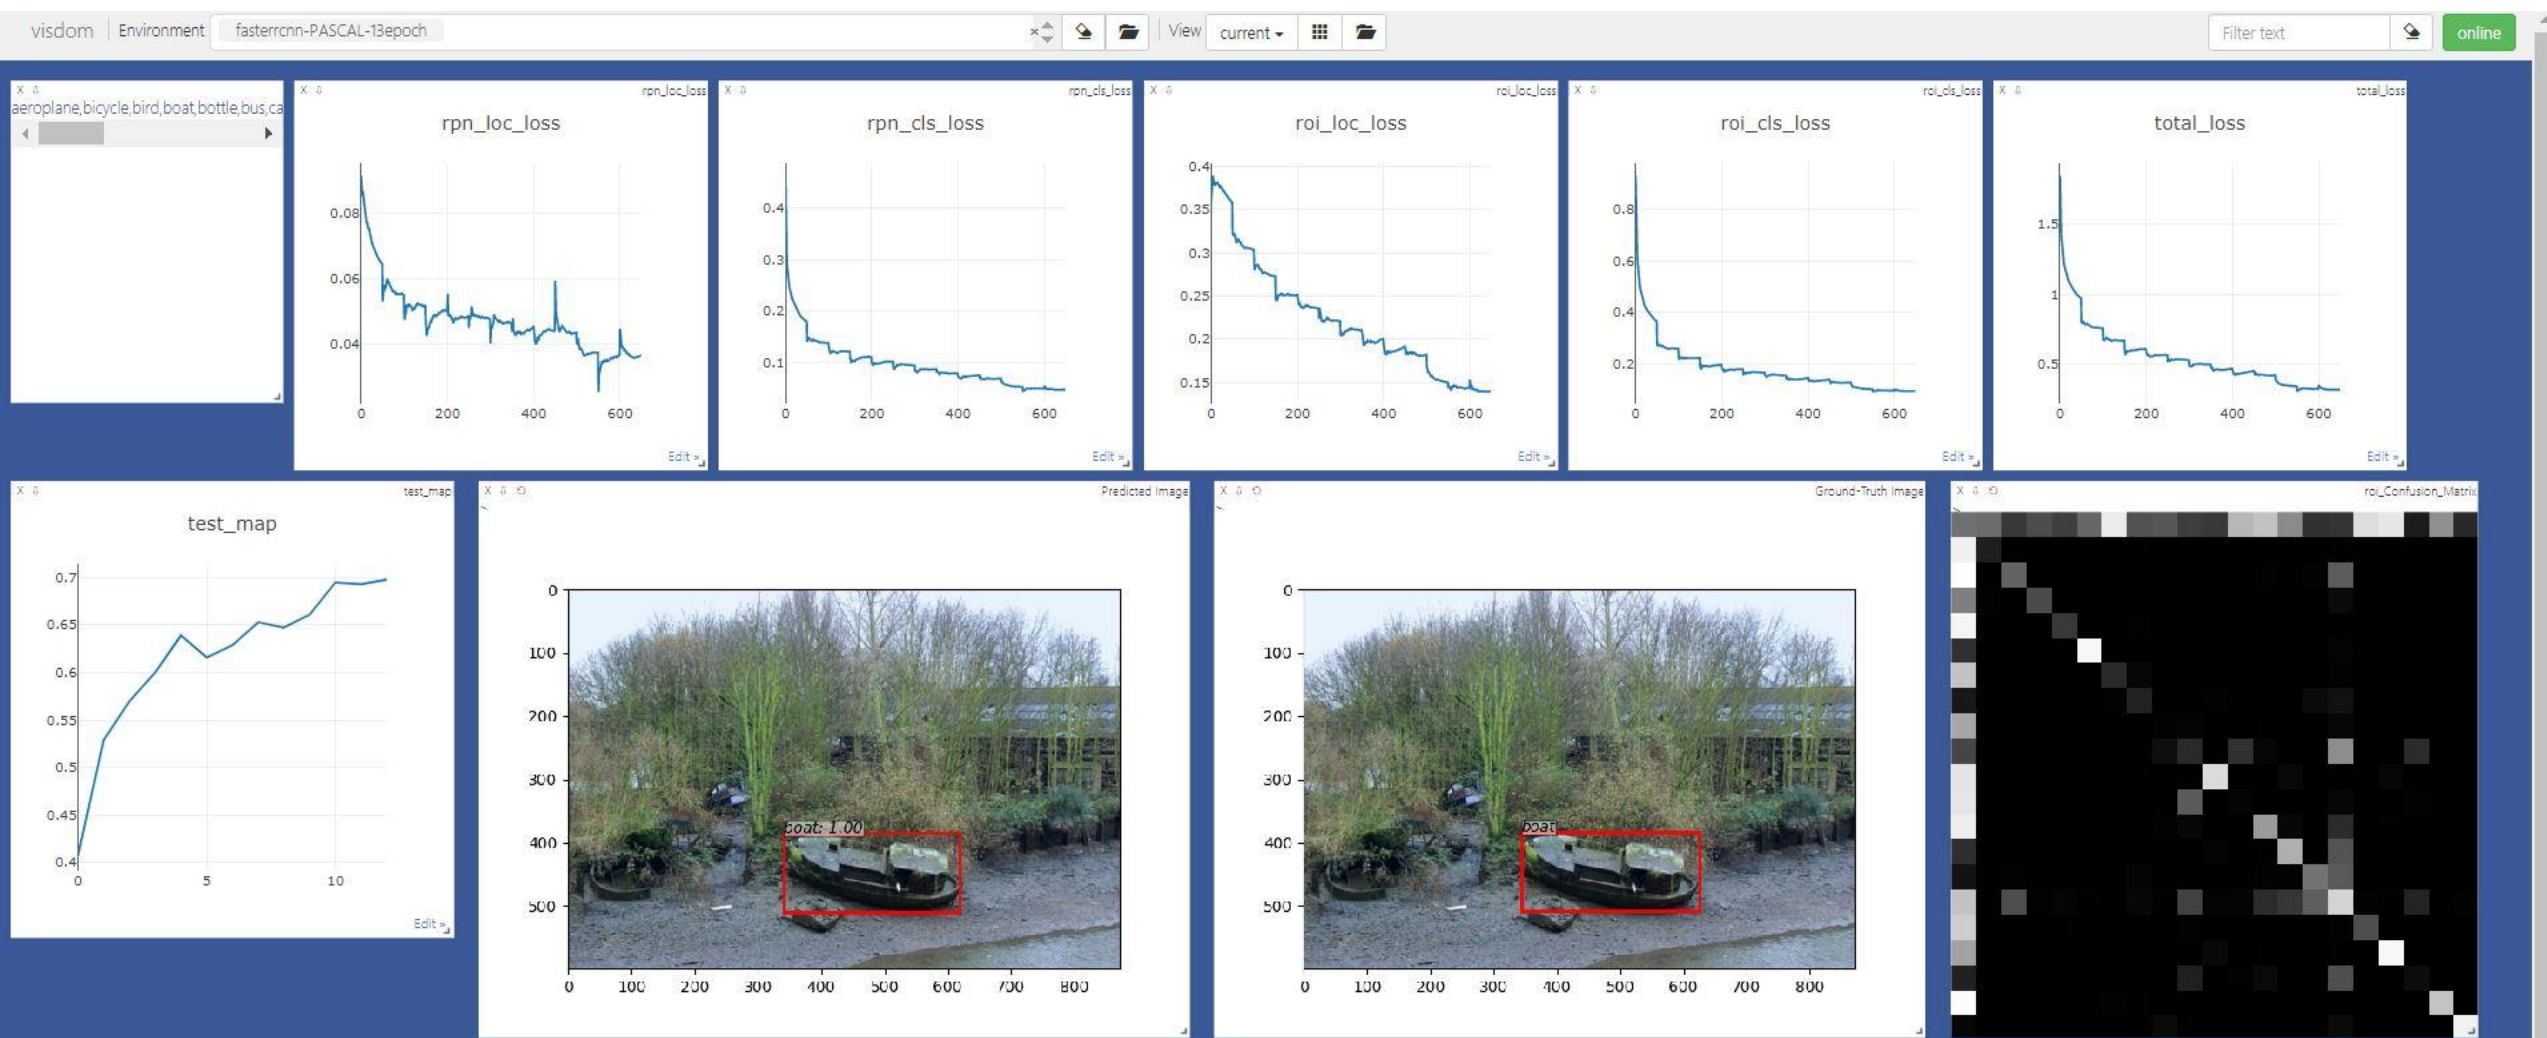 visdom Environment fasterrcnn-PASCAL-13epoch × View current Filter text online
X
aeroplane,bicycle,bird,boat,bottle,bus,ca
X rpn_loc_loss
rpn_loc_loss
0.08
0.06
0.04
0 200 400 600
Edit »
X rpn_cls_loss
rpn_cls_loss
0.4
0.3
0.2
0.1
0 200 400 600
Edit »
X roi_loc_loss
roi_loc_loss
0.4
0.35
0.3
0.25
0.2
0.15
0 200 400 600
Edit »
X roi_cls_loss
roi_cls_loss
0.8
0.6
0.4
0.2
0 200 400 600
Edit »
X total_loss
total_loss
1.5
1
0.5
0 200 400 600
Edit »
X test_map
test_map
0.7
0.65
0.6
0.55
0.5
0.45
0.4
0 5 10
Edit »
X Predicted Image
0
100
200
300
400
500
boat: 1.00
0 100 200 300 400 500 600 700 800
X Ground-Truth Image
0
100
200
300
400
500
boat
0 100 200 300 400 500 600 700 800
X roi_Confusion_Matrix